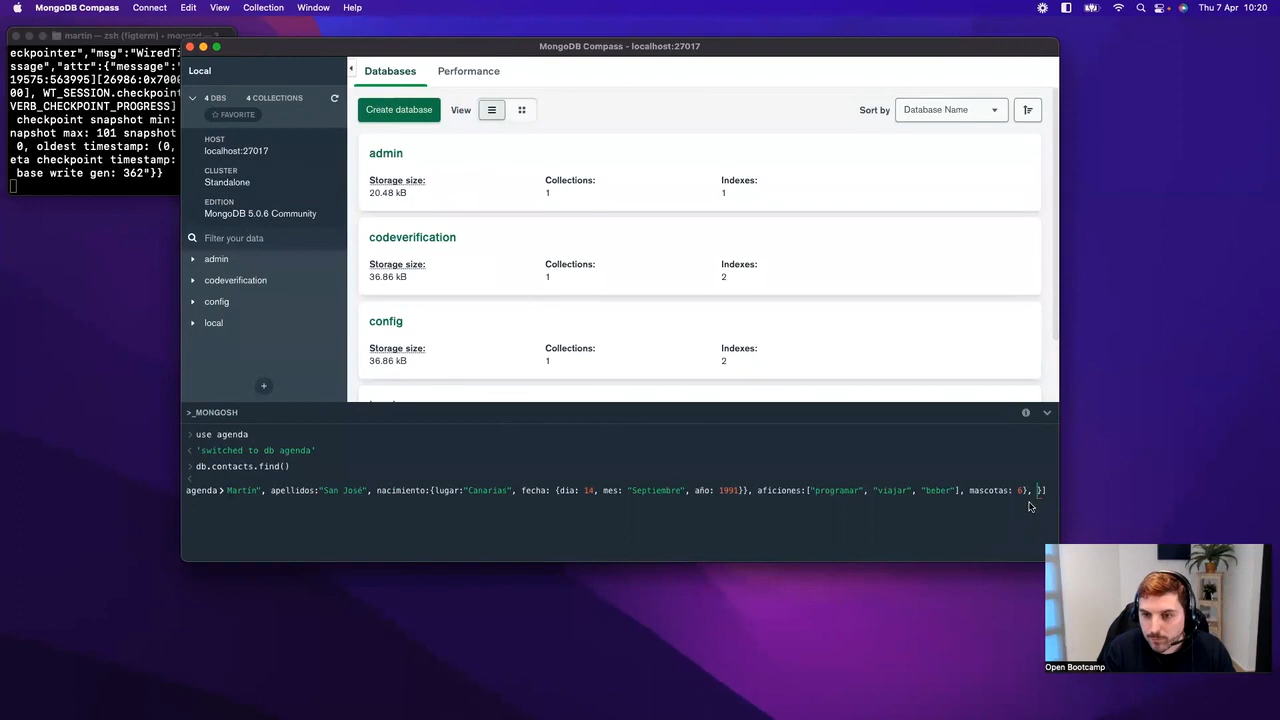 MongoDB Compass Connect Edit View Collection Window Help
Thu 7 Apr 10:20
martin — zsh (figterm) — mongod —
eckpointer","msg":"WiredTi
ssage","attr":{"message":"
19575:563995][26986:0x7000
00], WT_SESSION.checkpoint
VERB_CHECKPOINT_PROGRESS]
checkpoint snapshot min:
napshot max: 101 snapshot
0, oldest timestamp: (0,
eta checkpoint timestamp:
base write gen: 362"}}
MongoDB Compass - localhost:27017
Local
4 DBS 4 COLLECTIONS
FAVORITE
HOST
localhost:27017
CLUSTER
Standalone
EDITION
MongoDB 5.0.6 Community
Filter your data
admin
codeverification
config
local
+
Databases Performance
Create database View
Sort by Database Name
admin
Storage size: Collections: Indexes:
20.48 kB 1 1
codeverification
Storage size: Collections: Indexes:
36.86 kB 1 2
config
Storage size: Collections: Indexes:
36.86 kB 1 2
>_MONGOSH
> use agenda
< 'switched to db agenda'
> db.contacts.find()
<
agenda> Martín", apellidos:"San José", nacimiento:{lugar:"Canarias", fecha: {dia: 14, mes: "Septiembre", año: 1991}}, aficiones:["programar", "viajar", "beber"], mascotas: 6}, }]
Open Bootcamp